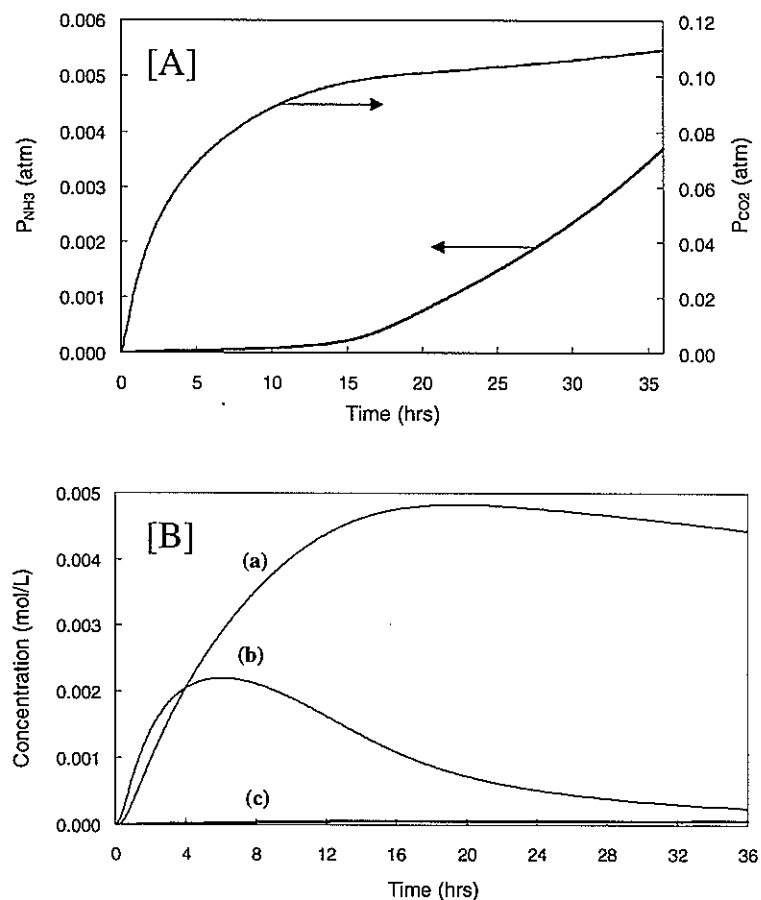 [A]
0.006
0.005
0.004
0.003
0.002
0.001
0.000
P_NH3 (atm)
0.12
0.10
0.08
0.06
0.04
0.02
0.00
P_CO2 (atm)
0 5 10 15 20 25 30 35
Time (hrs)
[B]
0.005
0.004
0.003
0.002
0.001
0.000
Concentration (mol/L)
(a)
(b)
(c)
0 4 8 12 16 20 24 28 32 36
Time (hrs)